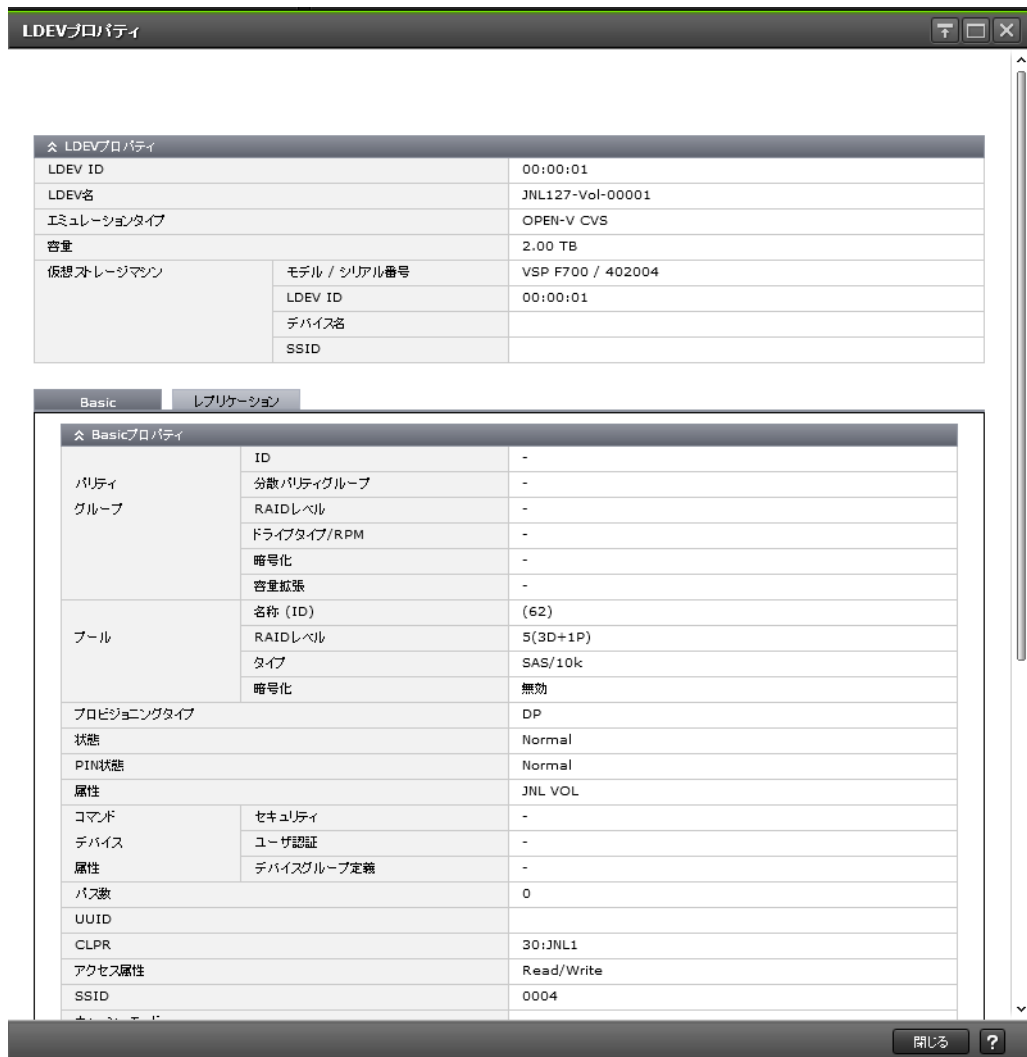 LDEVプロパティ
LDEVプロパティ
LDEV ID 00:00:01
LDEV名 JNL127-Vol-00001
エミュレーションタイプ OPEN-V CVS
容量 2.00 TB
仮想ストレージマシン モデル / シリアル番号 VSP F700 / 402004
LDEV ID 00:00:01
デバイス名
SSID
Basic レプリケーション
Basicプロパティ
ID -
パリティ 分散パリティグループ -
グループ RAIDレベル -
ドライブタイプ/RPM -
暗号化 -
容量拡張 -
名称 (ID) (62)
プール RAIDレベル 5(3D+1P)
タイプ SAS/10k
暗号化 無効
プロビジョニングタイプ DP
状態 Normal
PIN状態 Normal
属性 JNL VOL
コマンド セキュリティ -
デバイス ユーザ認証 -
属性 デバイスグループ定義 -
パス数 0
UUID
CLPR 30:JNL1
アクセス属性 Read/Write
SSID 0004
閉じる ?